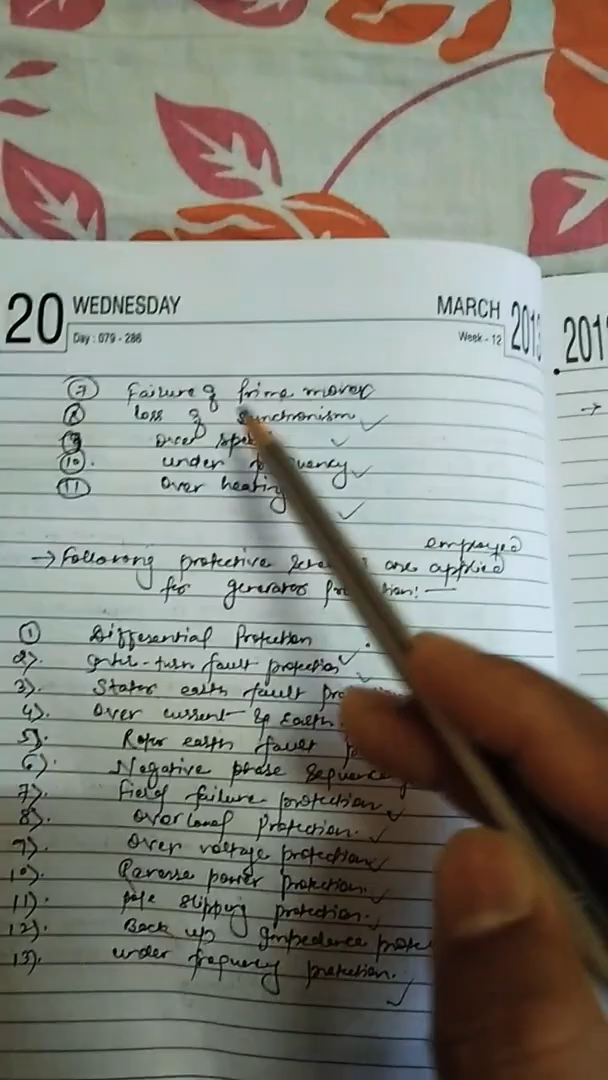 20 WEDNESDAY MARCH 201
Day : 079 - 286 Week - 12
201
→
⑦ Failure of prime mover
⑧ loss of synchronism ✓
⑨ over ✓
⑩. under ✓
⑪ Over heating ✓
employed
→ Following protective are applied
for generator :—
① Differential Protection
2). Inter-turn fault protection ✓
3). Stator earth fault
4). Over current & Earth
5). Rotor earth fault
6). Negative phase Sequence
7). Field failure protection ✓
8). Overload protection. ✓
9). Over voltage protection ✓
10). Reverse power protection. ✓
11). pole slipping protection. ✓
12). Back up impedance
13). under frequency protection. ✓